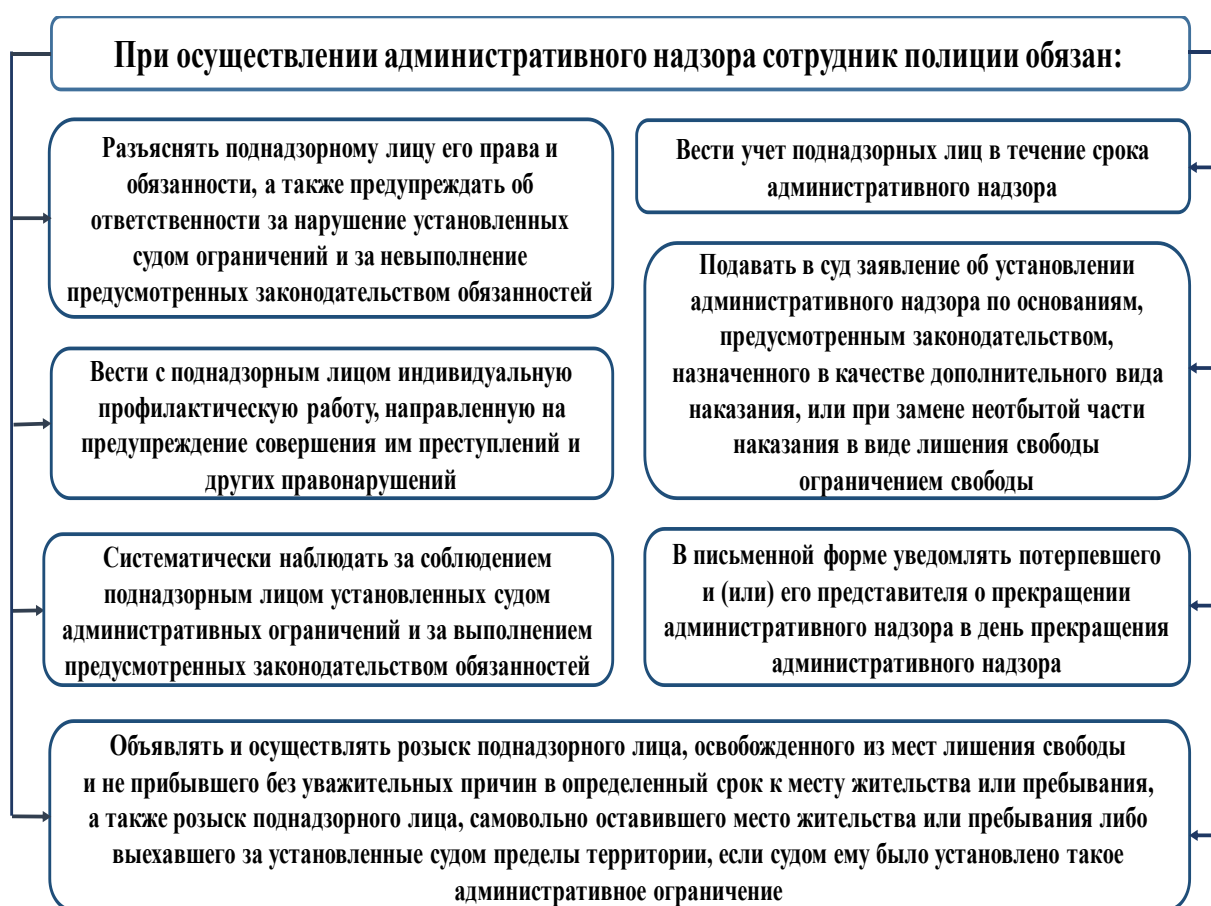 При осуществлении административного надзора сотрудник полиции обязан:
Разъяснять поднадзорному лицу его права и
обязанности, а также предупреждать об
ответственности за нарушение установленных
судом ограничений и за невыполнение
предусмотренных законодательством обязанностей
Вести с поднадзорным лицом индивидуальную
профилактическую работу, направленную на
предупреждение совершения им преступлений и
других правонарушений
Систематически наблюдать за соблюдением
поднадзорным лицом установленных судом
административных ограничений и за выполнением
предусмотренных законодательством обязанностей
Вести учет поднадзорных лиц в течение срока
административного надзора
Подавать в суд заявление об установлении
административного надзора по основаниям,
предусмотренным законодательством,
назначенного в качестве дополнительного вида
наказания, или при замене неотбытой части
наказания в виде лишения свободы
ограничением свободы
В письменной форме уведомлять потерпевшего
и (или) его представителя о прекращении
административного надзора в день прекращения
административного надзора
Объявлять и осуществлять розыск поднадзорного лица, освобожденного из мест лишения свободы
и не прибывшего без уважительных причин в определенный срок к месту жительства или пребывания,
а также розыск поднадзорного лица, самовольно оставившего место жительства или пребывания либо
выехавшего за установленные судом пределы территории, если судом ему было установлено такое
административное ограничение